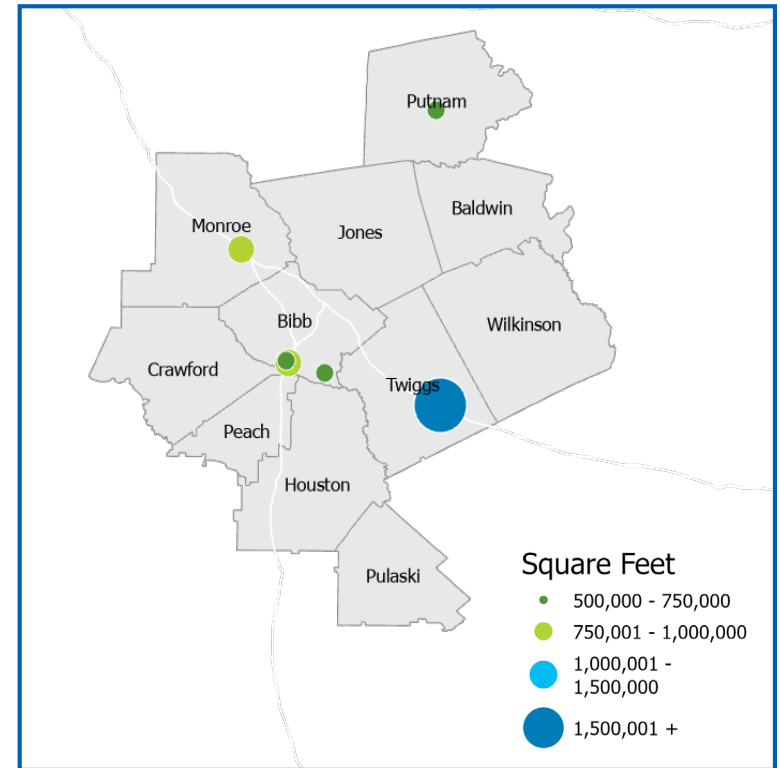 Putnam
Baldwin
Monroe
Jones
Bibb
Wilkinson
Crawford
Twiggs
Peach
Houston
Pulaski
Square Feet
500,000 - 750,000
750,001 - 1,000,000
1,000,001 -
1,500,000
1,500,001 +